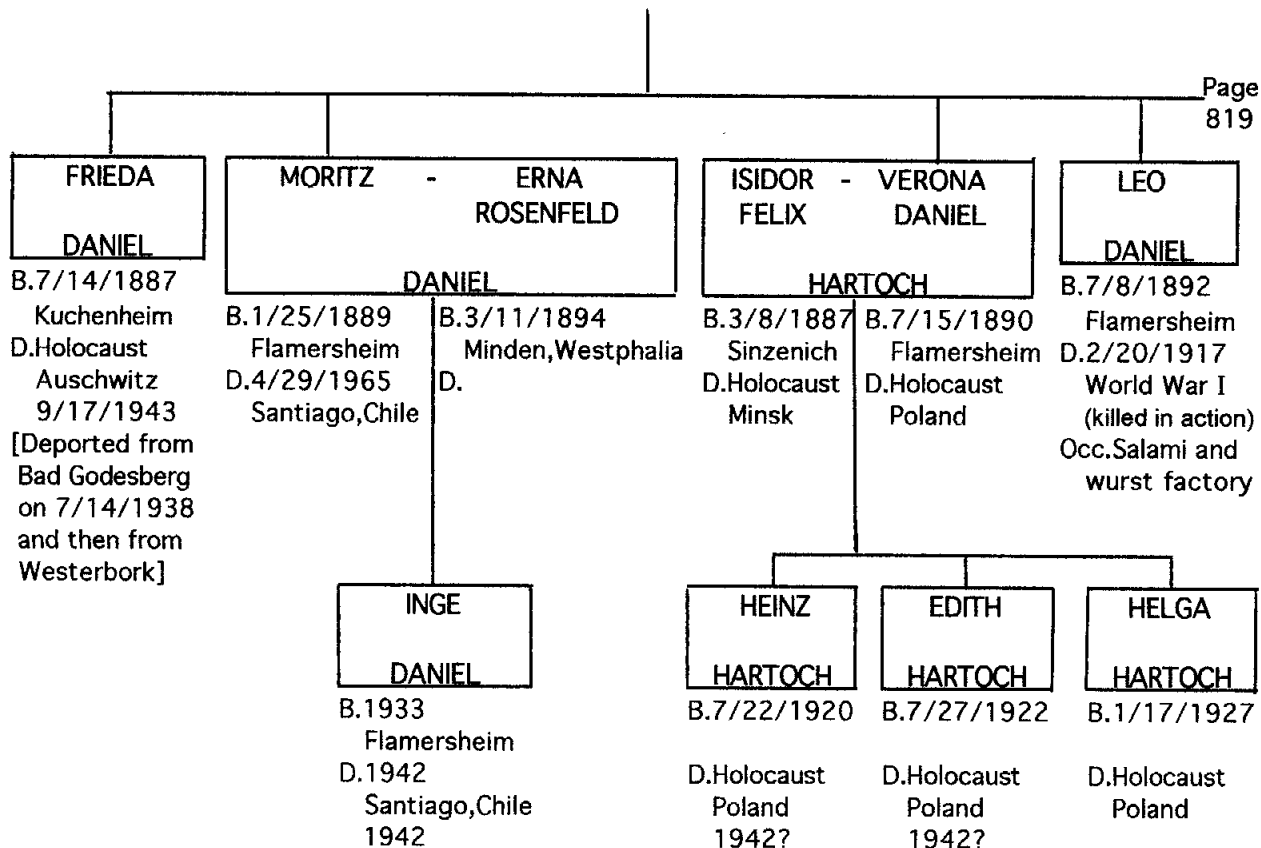 Page
819
FRIEDA
DANIEL
B.7/14/1887
Kuchenheim
D.Holocaust
Auschwitz
9/17/1943
[Deported from
Bad Godesberg
on 7/14/1938
and then from
Westerbork]
MORITZ - ERNA
ROSENFELD
DANIEL
B.1/25/1889
Flamersheim
D.4/29/1965
Santiago,Chile
B.3/11/1894
Minden,Westphalia
D.
ISIDOR - VERONA
FELIX DANIEL
HARTOCH
B.3/8/1887
Sinzenich
D.Holocaust
Minsk
B.7/15/1890
Flamersheim
D.Holocaust
Poland
LEO
DANIEL
B.7/8/1892
Flamersheim
D.2/20/1917
World War I
(killed in action)
Occ.Salami and
wurst factory
INGE
DANIEL
B.1933
Flamersheim
D.1942
Santiago,Chile
1942
HEINZ
HARTOCH
B.7/22/1920
D.Holocaust
Poland
1942?
EDITH
HARTOCH
B.7/27/1922
D.Holocaust
Poland
1942?
HELGA
HARTOCH
B.1/17/1927
D.Holocaust
Poland